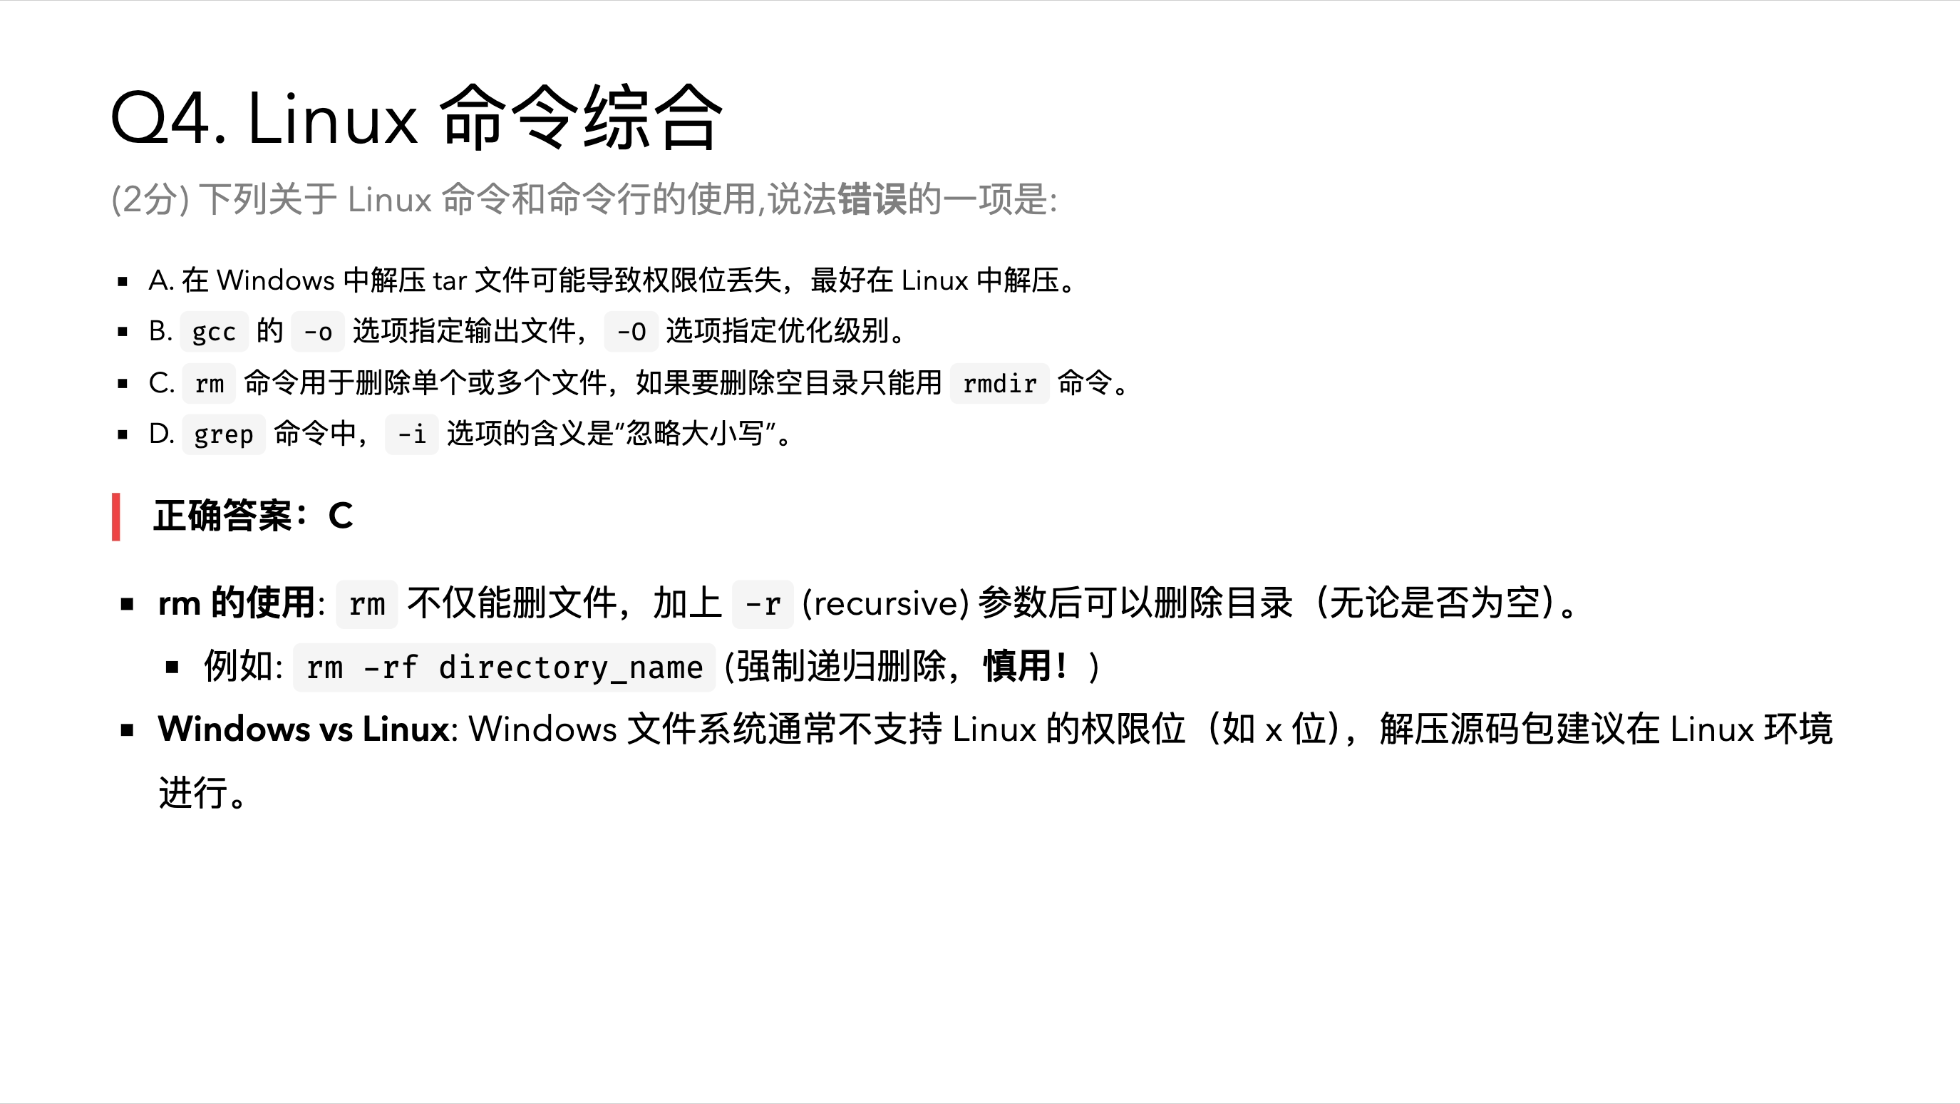 Q4. Linux 命令综合
(2分) 下列关于 Linux 命令和命令行的使用,说法错误的一项是:
▪ A. 在 Windows 中解压 tar 文件可能导致权限位丢失，最好在 Linux 中解压。
▪ B. gcc 的 -o 选项指定输出文件， -O 选项指定优化级别。
▪ C. rm 命令用于删除单个或多个文件，如果要删除空目录只能用 rmdir 命令。
▪ D. grep 命令中， -i 选项的含义是“忽略大小写”。
正确答案：C
▪ rm 的使用: rm 不仅能删文件，加上 -r (recursive) 参数后可以删除目录（无论是否为空）。
▪ 例如: rm -rf directory_name (强制递归删除，慎用！)
▪ Windows vs Linux: Windows 文件系统通常不支持 Linux 的权限位（如 x 位），解压源码包建议在 Linux 环境
进行。